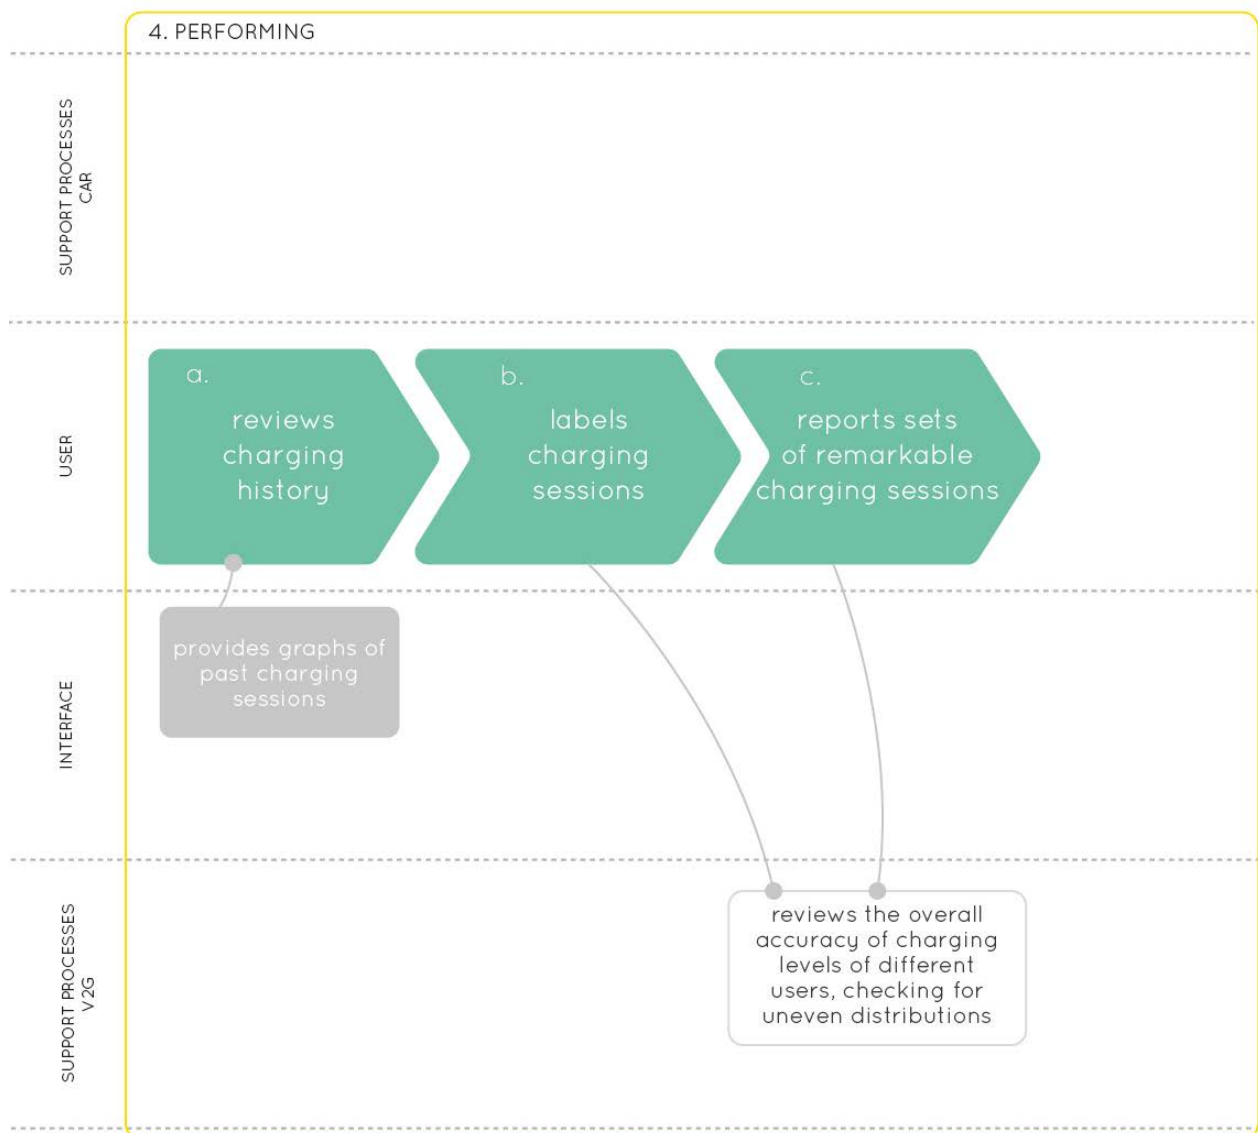 4. PERFORMING
SUPPORT PROCESSES
CAR
USER
a.
reviews
charging
history
b.
labels
charging
sessions
c.
reports sets
of remarkable
charging sessions
INTERFACE
provides graphs of
past charging
sessions
SUPPORT PROCESSES
V2G
reviews the overall
accuracy of charging
levels of different
users, checking for
uneven distributions